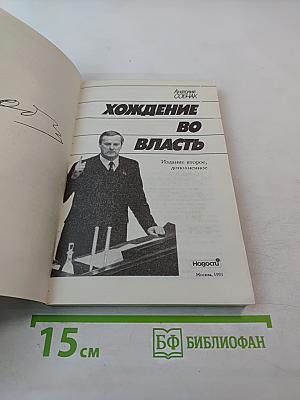 Анатолий
СОБЧАК
ХОЖДЕНИЕ
ВО
ВЛАСТЬ
Издание второе,
дополненное
Новости
Москва, 1991
15 см
БФ БИБЛИОФАН